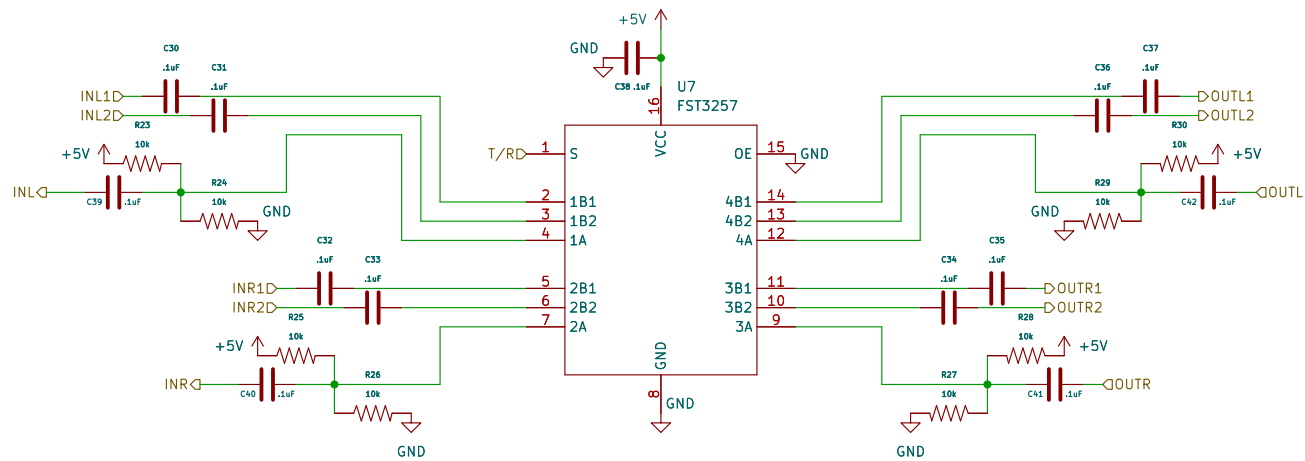 +5V
GND
C38 .1uF
U7
FST3257
C30
.1uF
C31
.1uF
INL1
INL2
R23
10k
+5V
INL
C39
.1uF
R24
10k
GND
C32
.1uF
C33
.1uF
INR1
INR2
R25
10k
+5V
INR
C40
.1uF
R26
10k
GND
T/R
1 S
2 1B1
3 1B2
4 1A
5 2B1
6 2B2
7 2A
16
VCC
GND
8
GND
OE 15
GND
4B1 14
4B2 13
4A 12
3B1 11
3B2 10
3A 9
C37
.1uF
C36
.1uF
OUTL1
OUTL2
R30
10k
+5V
R29
10k
GND
C42
.1uF
OUTL
C35
.1uF
C34
.1uF
OUTR1
OUTR2
R28
10k
+5V
R27
10k
GND
C41
.1uF
OUTR